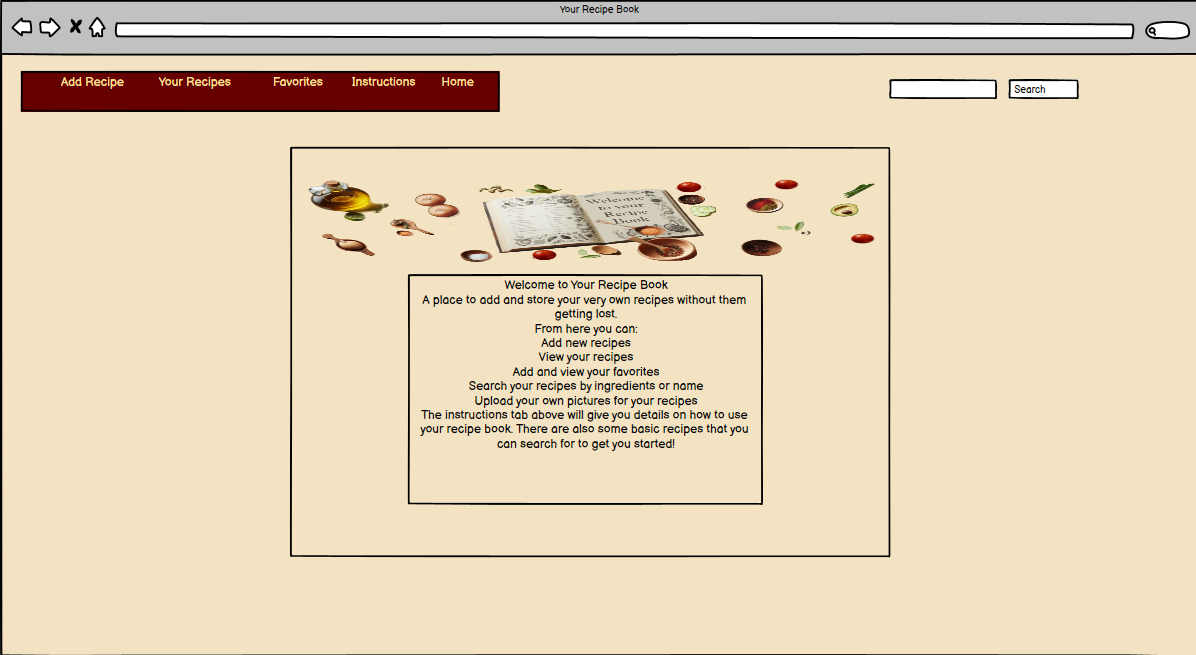 Your Recipe Book
Add Recipe Your Recipes Favorites Instructions Home
Search
Welcome
to your
Recipe
Book
Welcome to Your Recipe Book
A place to add and store your very own recipes without them
getting lost.
From here you can:
Add new recipes
View your recipes
Add and view your favorites
Search your recipes by ingredients or name
Upload your own pictures for your recipes
The instructions tab above will give you details on how to use
your recipe book. There are also some basic recipes that you
can search for to get you started!